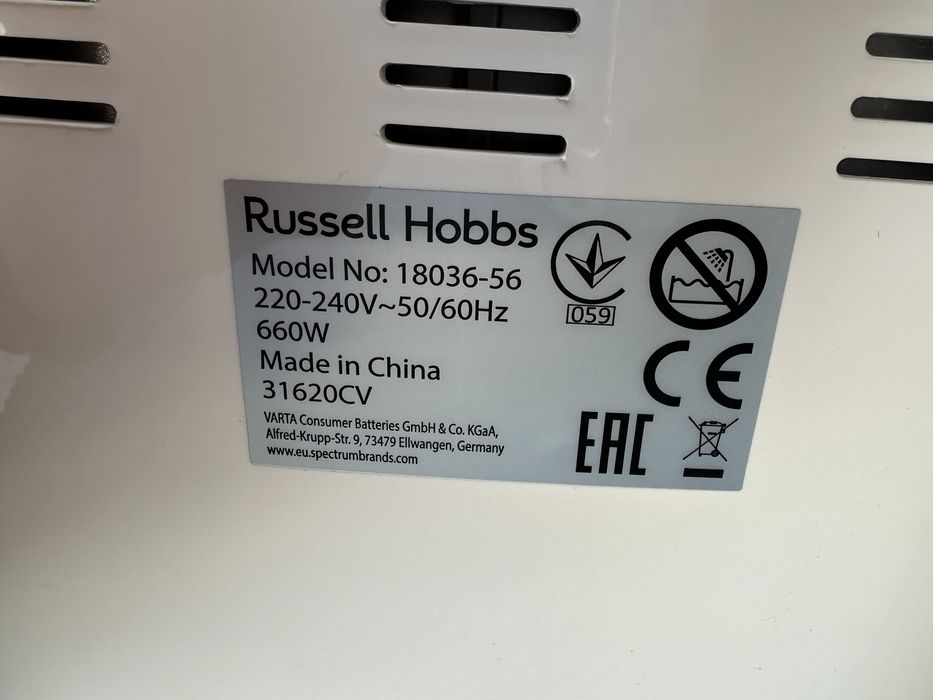 Russell Hobbs
Model No: 18036-56
220-240V~50/60Hz
660W
Made in China
31620CV
VARTA Consumer Batteries GmbH & Co. KGaA,
Alfred-Krupp-Str. 9, 73479 Ellwangen, Germany
www.eu.spectrumbrands.com
059
CE
EAC